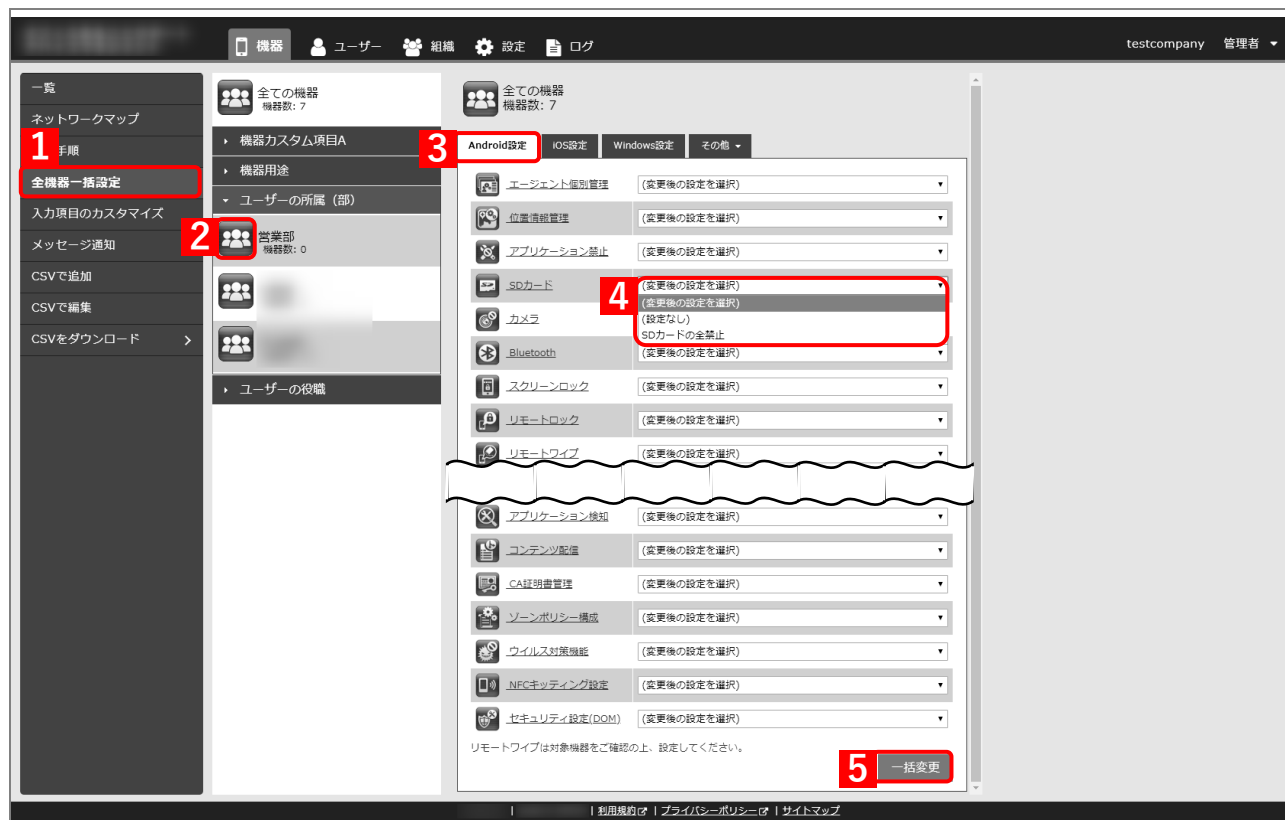 機器
ユーザー
組織
設定
ログ
testcompany
管理者
一覧
ネットワークマップ
1
手順
全機器一括設定
入力項目のカスタマイズ
メッセージ通知
CSVで追加
CSVで編集
CSVをダウンロード
全ての機器
機器数: 7
機器カスタム項目A
機器用途
ユーザーの所属（部）
2
営業部
機器数: 0
ユーザーの役職
全ての機器
機器数: 7
3
Android設定
iOS設定
Windows設定
その他
エージェント個別管理 (変更後の設定を選択)
位置情報管理 (変更後の設定を選択)
アプリケーション禁止 (変更後の設定を選択)
SDカード (変更後の設定を選択)
4
(変更後の設定を選択)
(設定なし)
SDカードの全禁止
カメラ
Bluetooth (変更後の設定を選択)
スクリーンロック (変更後の設定を選択)
リモートロック (変更後の設定を選択)
リモートワイプ (変更後の設定を選択)
アプリケーション検知 (変更後の設定を選択)
コンテンツ配信 (変更後の設定を選択)
CA証明書管理 (変更後の設定を選択)
ゾーンポリシー構成 (変更後の設定を選択)
ウイルス対策機能 (変更後の設定を選択)
NFCキッティング設定 (変更後の設定を選択)
セキュリティ設定(DOM) (変更後の設定を選択)
リモートワイプは対象機器をご確認の上、設定してください。
5
一括変更
| | 利用規約 | プライバシーポリシー | サイトマップ